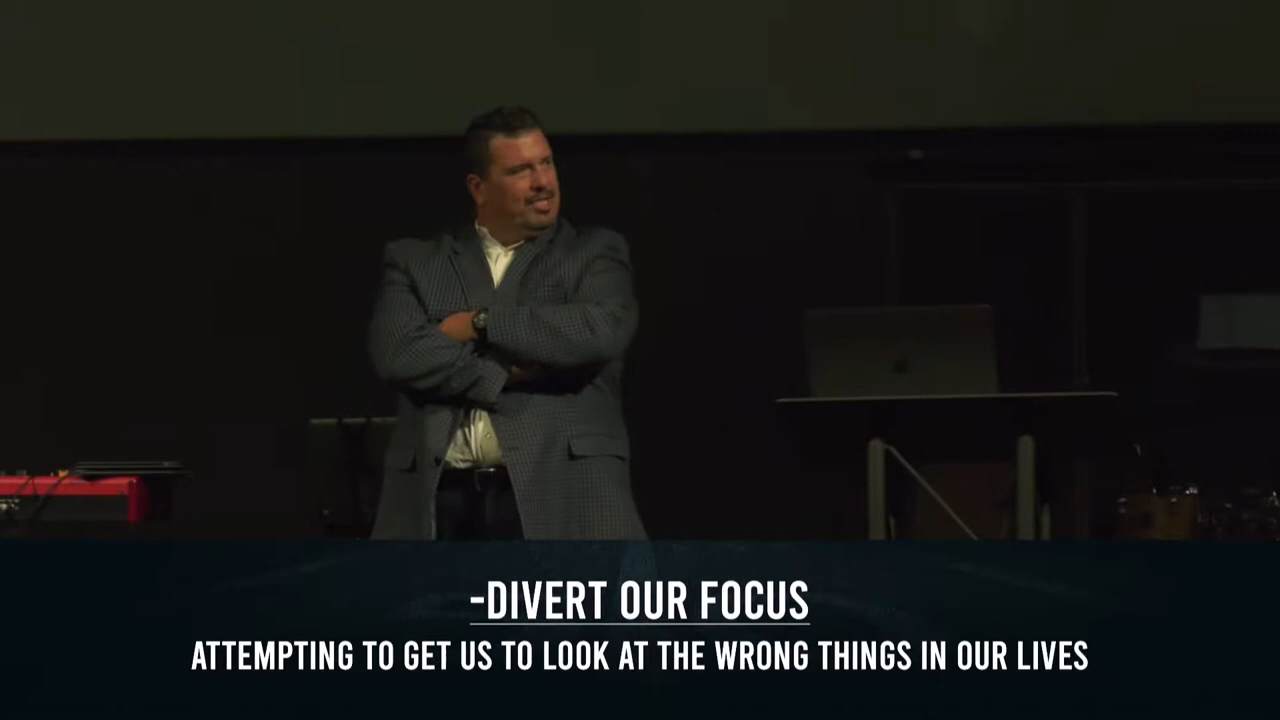 -DIVERT OUR FOCUS
ATTEMPTING TO GET US TO LOOK AT THE WRONG THINGS IN OUR LIVES